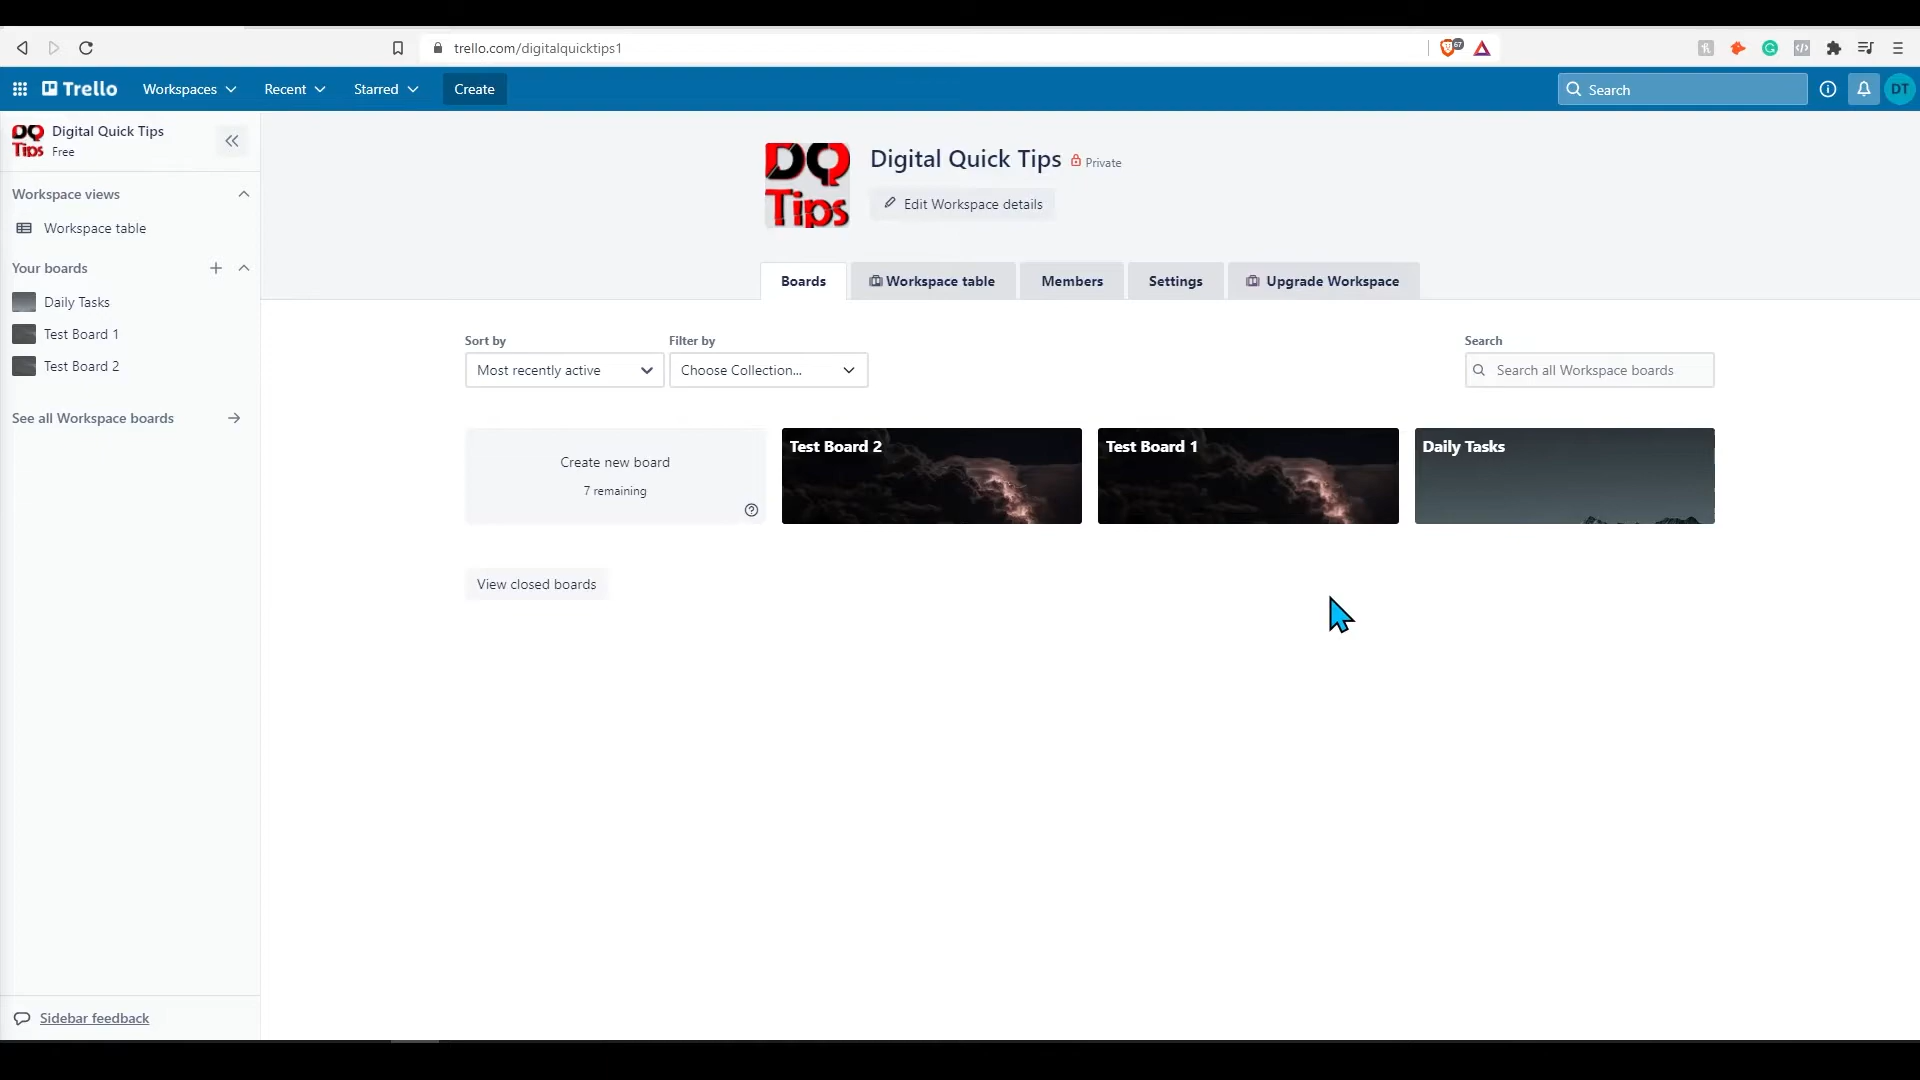 trello.com/digitalquicktips1
67
Trello
Workspaces
Recent
Starred
Create
Search
DT
DQ
Tips
Digital Quick Tips
Free
Workspace views
Workspace table
Your boards
Daily Tasks
Test Board 1
Test Board 2
See all Workspace boards
Sidebar feedback
DQ
Tips
Digital Quick Tips
Private
Edit Workspace details
Boards
Workspace table
Members
Settings
Upgrade Workspace
Sort by
Most recently active
Filter by
Choose Collection...
Search
Search all Workspace boards
Create new board
7 remaining
Test Board 2
Test Board 1
Daily Tasks
View closed boards